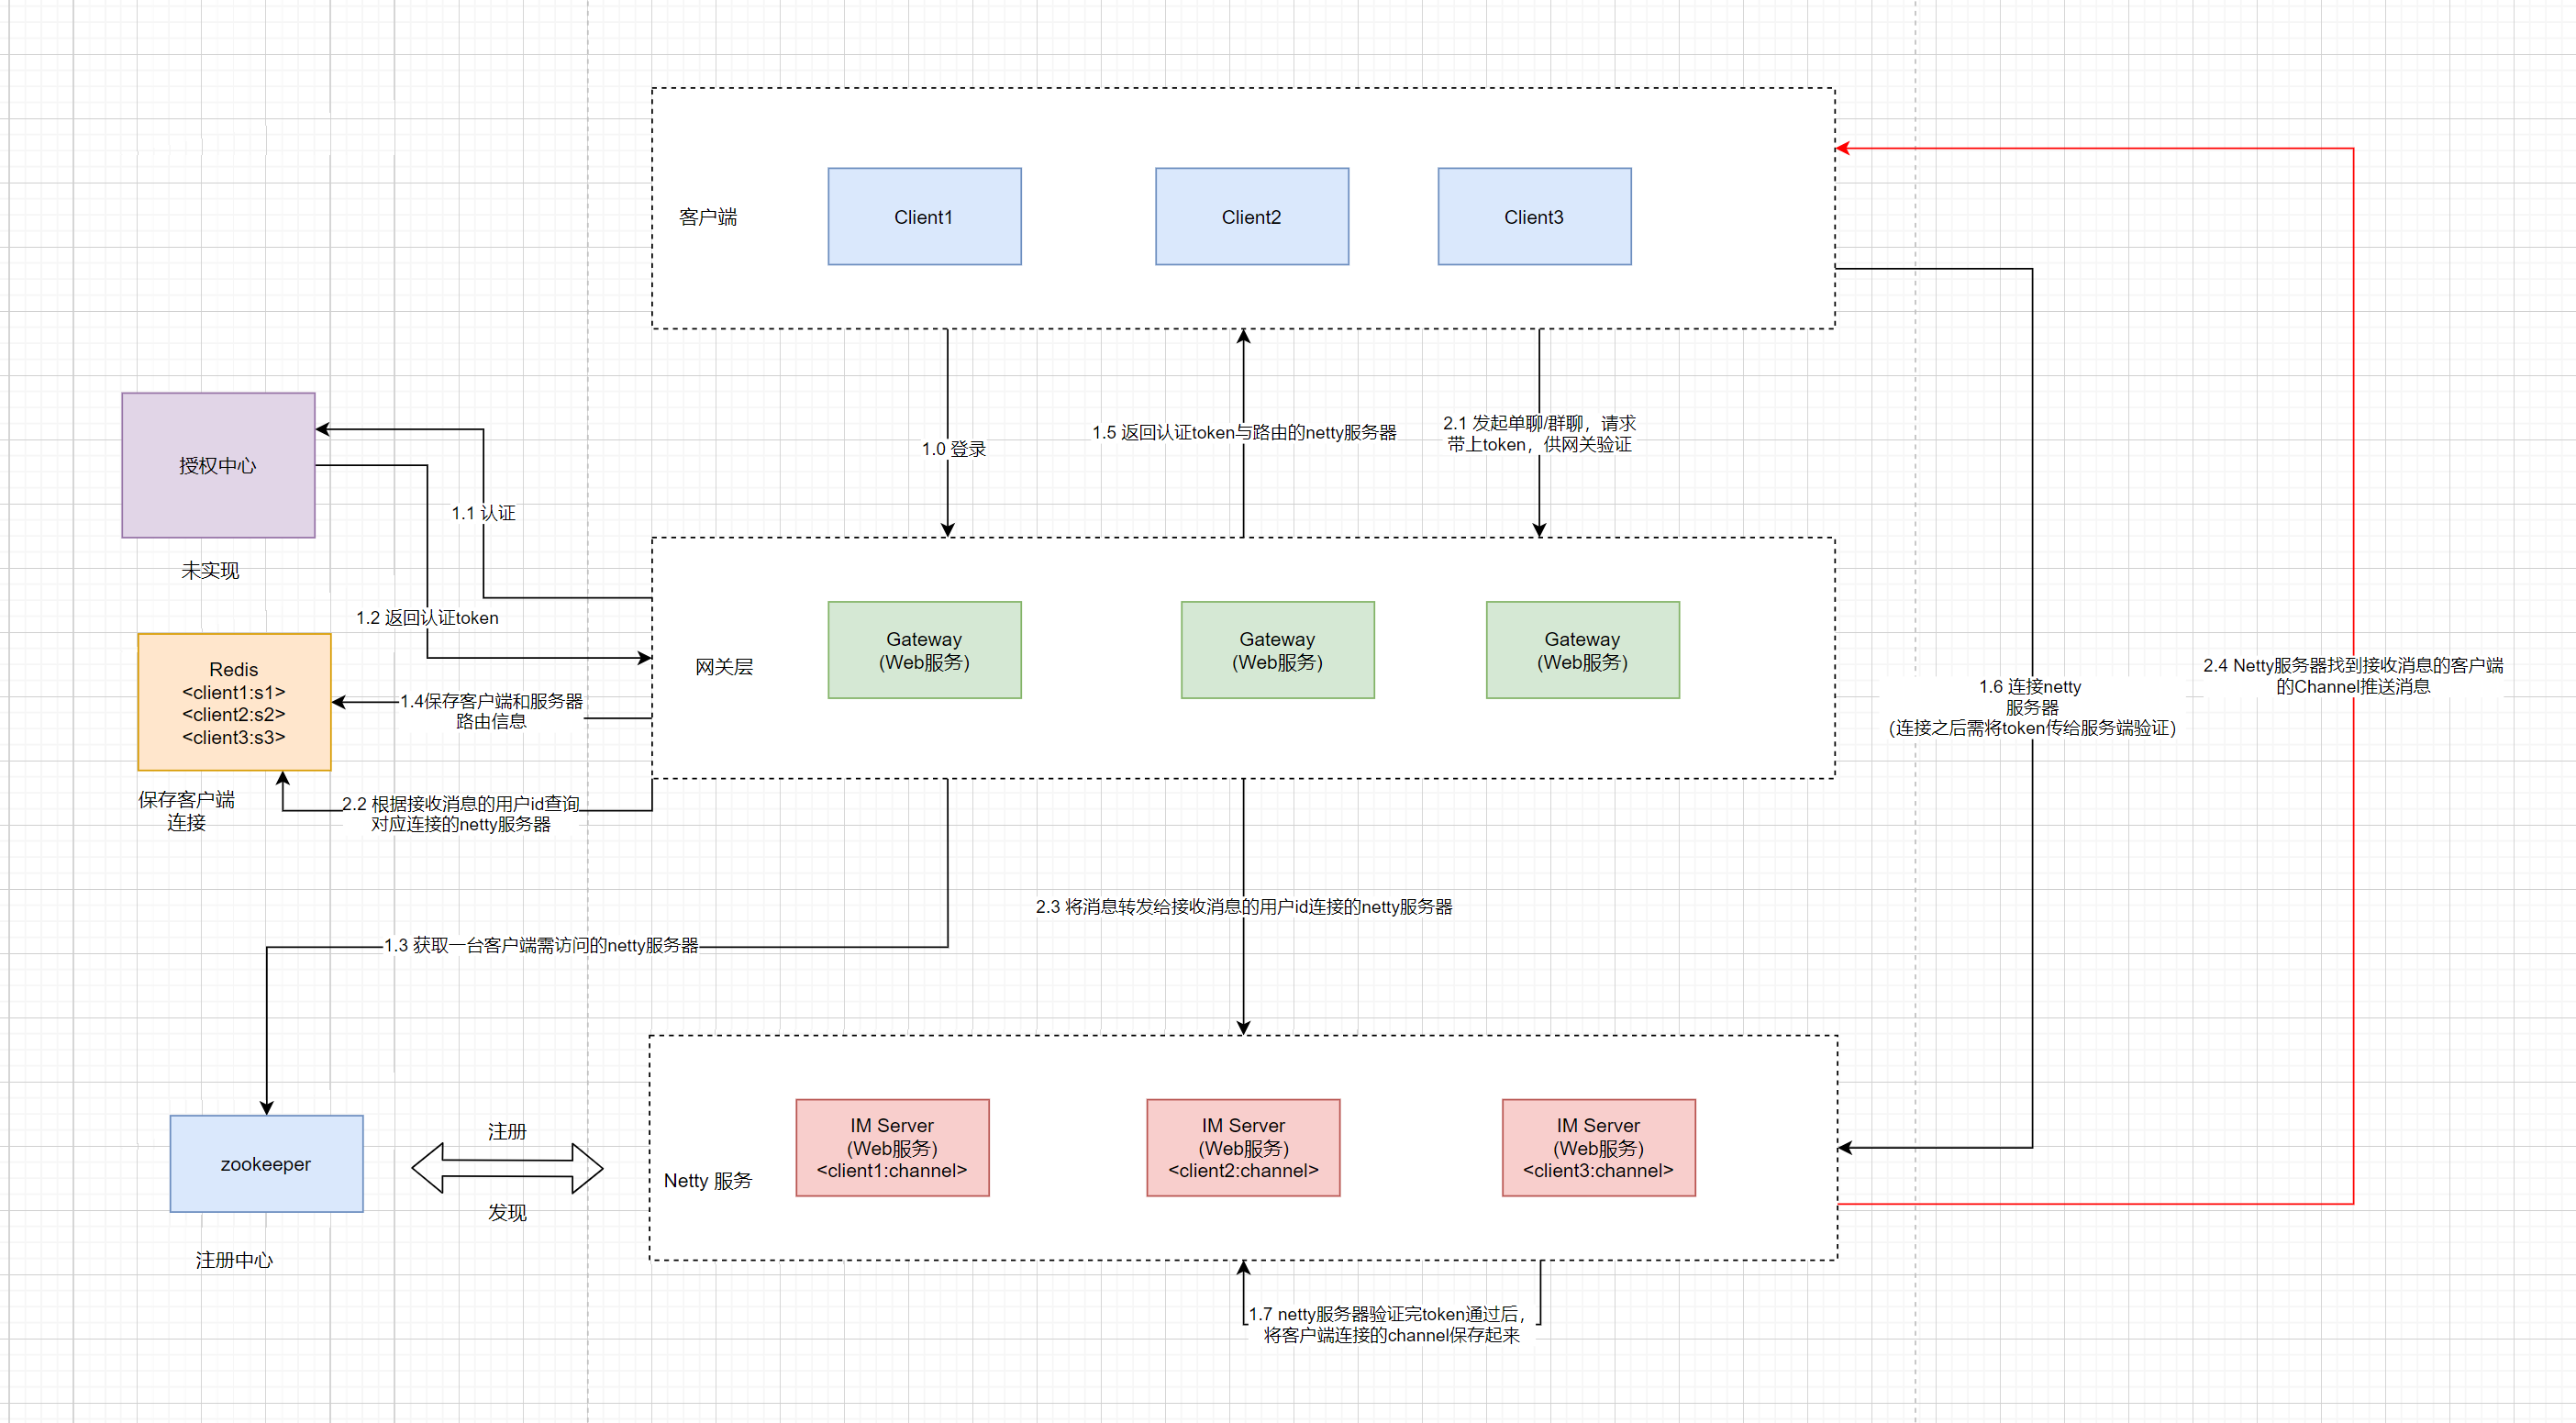 客户端
Client1
Client2
Client3
1.0 登录
1.5 返回认证token与路由的netty服务器
2.1 发起单聊/群聊，请求
带上token，供网关验证
授权中心
未实现
1.1 认证
1.2 返回认证token
Redis
<client1:s1>
<client2:s2>
<client3:s3>
保存客户端
连接
1.4保存客户端和服务器
路由信息
2.2 根据接收消息的用户id查询
对应连接的netty服务器
网关层
Gateway
(Web服务)
Gateway
(Web服务)
Gateway
(Web服务)
1.6 连接netty
服务器
（连接之后需将token传给服务端验证）
2.4 Netty服务器找到接收消息的客户端
的Channel推送消息
2.3 将消息转发给接收消息的用户id连接的netty服务器
1.3 获取一台客户端需访问的netty服务器
zookeeper
注册中心
注册
发现
Netty 服务
IM Server
(Web服务)
<client1:channel>
IM Server
(Web服务)
<client2:channel>
IM Server
(Web服务)
<client3:channel>
1.7 netty服务器验证完token通过后，
将客户端连接的channel保存起来